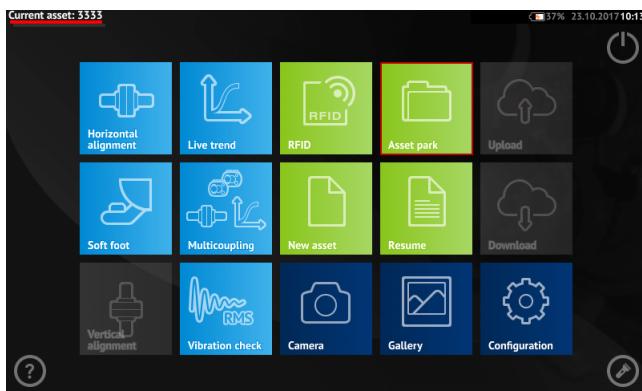 Current asset: 3333
37% 23.10.2017 10:13
Horizontal
alignment
Live trend
RFID
RFID
Asset park
Upload
Soft foot
Multicoupling
New asset
Resume
Download
Vertical
alignment
RMS
Vibration check
Camera
Gallery
Configuration
?